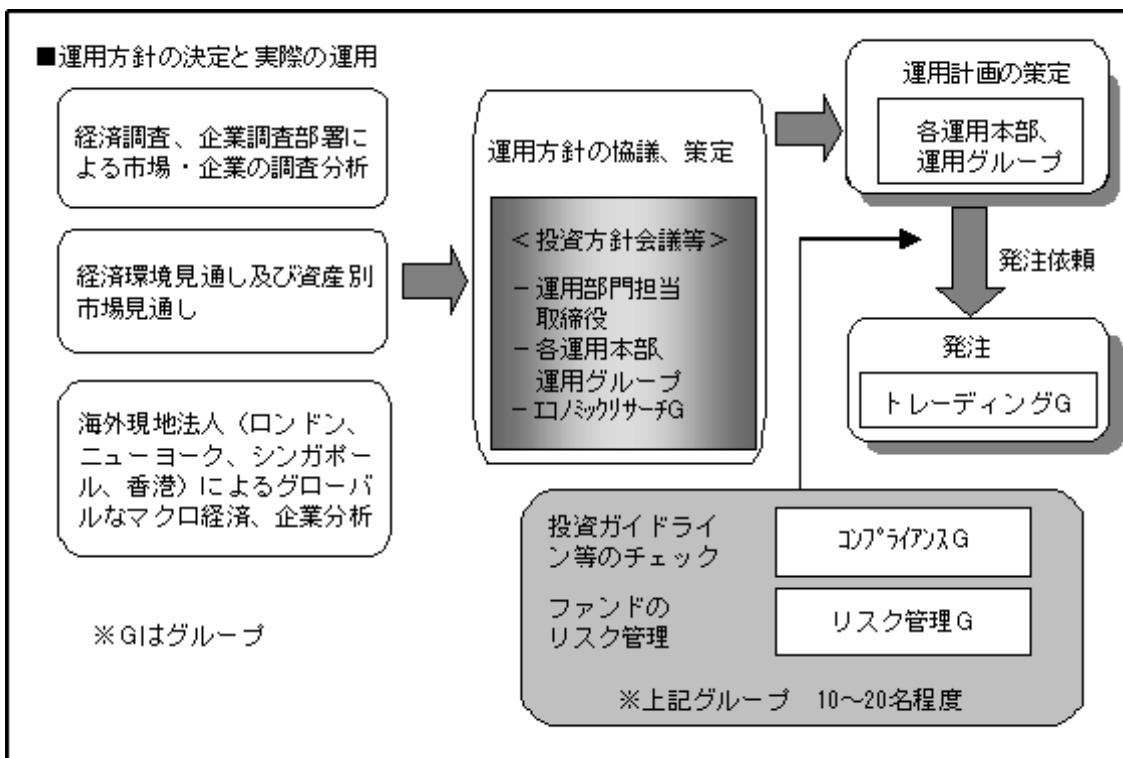 ■運用方針の決定と実際の運用
経済調査、企業調査部署に
よる市場・企業の調査分析
経済環境見通し及び資産別
市場見通し
海外現地法人（ロンドン、
ニューヨーク、シンガポー
ル、香港）によるグローバ
ルなマクロ経済、企業分析
※Gはグループ
運用方針の協議、策定
＜投資方針会議等＞
－運用部門担当
取締役
－各運用本部、
運用グループ
－ｴｺﾉﾐｯｸﾘｻｰﾁG
運用計画の策定
各運用本部、
運用グループ
発注依頼
発注
トレーディングG
投資ガイドライ
ン等のチェック
ｺﾝﾌﾟﾗｲｱﾝｽG
ファンドの
リスク管理
リスク管理G
※上記グループ　10～20名程度